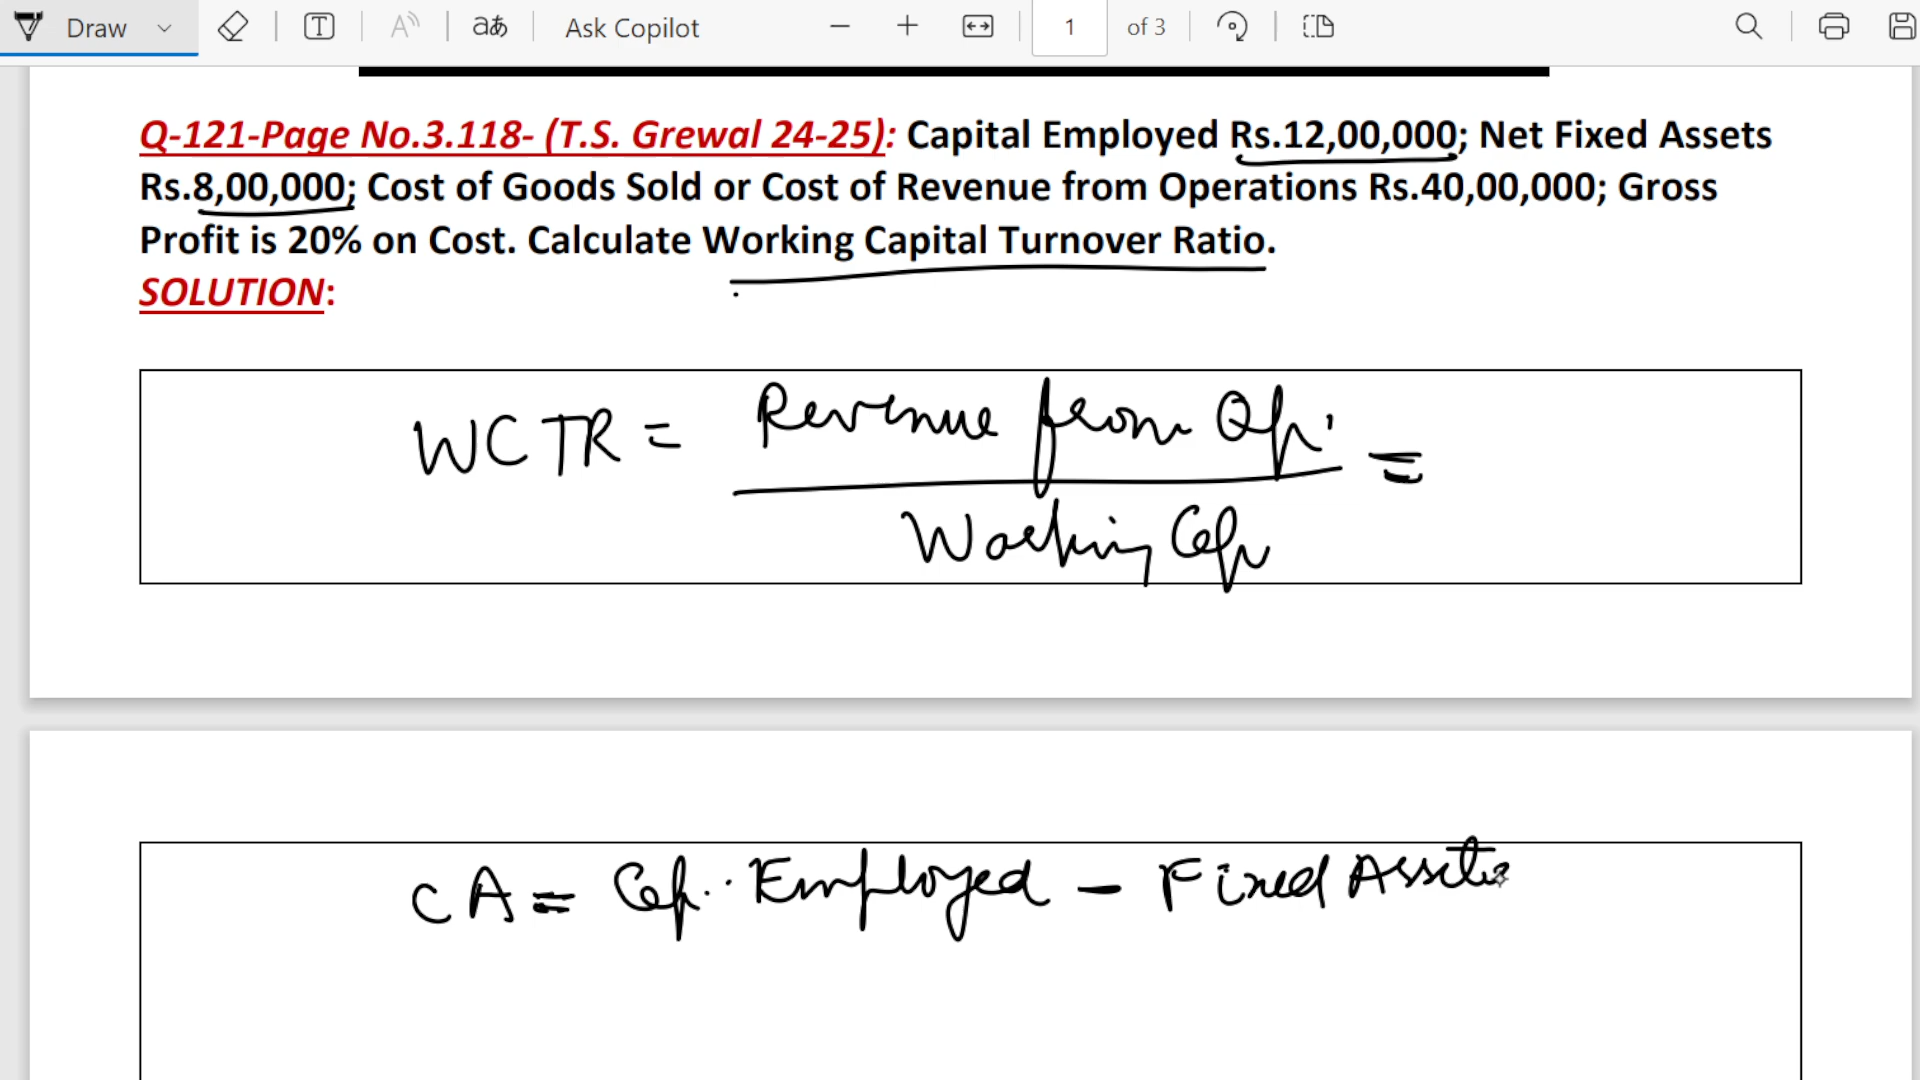 Draw aあ Ask Copilot 1 of 3
Q-121-Page No.3.118- (T.S. Grewal 24-25): Capital Employed Rs.12,00,000; Net Fixed Assets
Rs.8,00,000; Cost of Goods Sold or Cost of Revenue from Operations Rs.40,00,000; Gross
Profit is 20% on Cost. Calculate Working Capital Turnover Ratio.
SOLUTION:
WCTR = Revenue from Op. =
Working Cap
CA = Cap. Employed - Fixed Assets